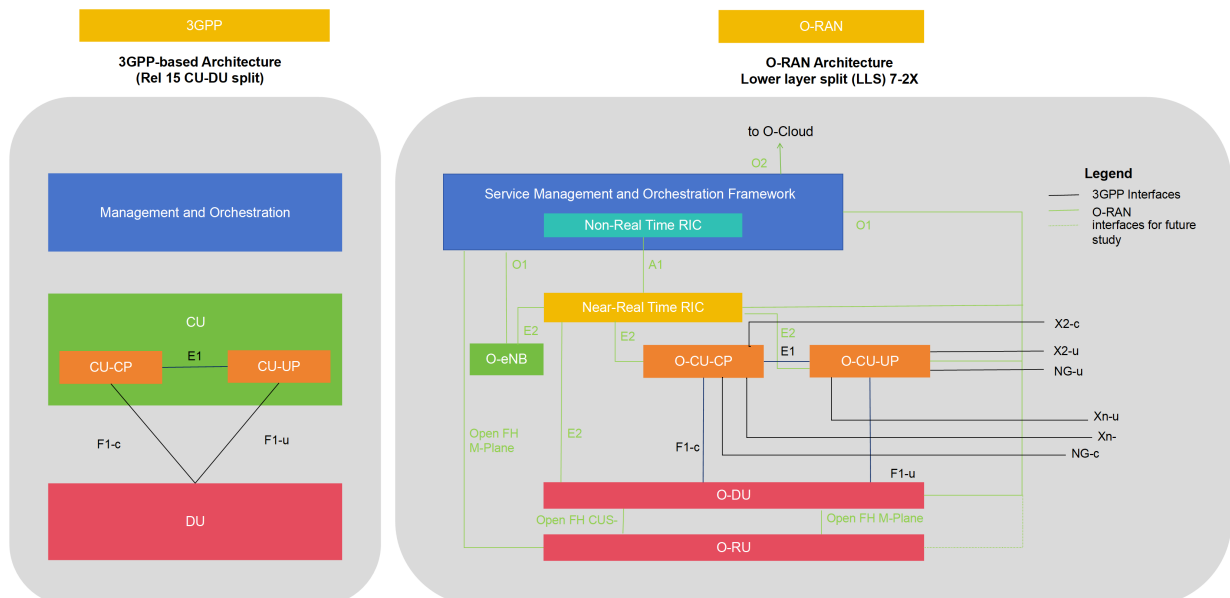 3GPP
3GPP-based Architecture
(Rel 15 CU-DU split)
Management and Orchestration
CU
CU-CP
E1
CU-UP
F1-c
F1-u
DU
O-RAN
O-RAN Architecture
Lower layer split (LLS) 7-2X
to O-Cloud
O2
Service Management and Orchestration Framework
Non-Real Time RIC
O1
O1
A1
Near-Real Time RIC
E2
E2
E2
O-eNB
O-CU-CP
E1
O-CU-UP
X2-c
X2-u
NG-u
Xn-u
Xn-
NG-c
Open FH
M-Plane
E2
F1-c
F1-u
O-DU
Open FH CUS-
Open FH M-Plane
O-RU
Legend
3GPP Interfaces
O-RAN
interfaces for future
study